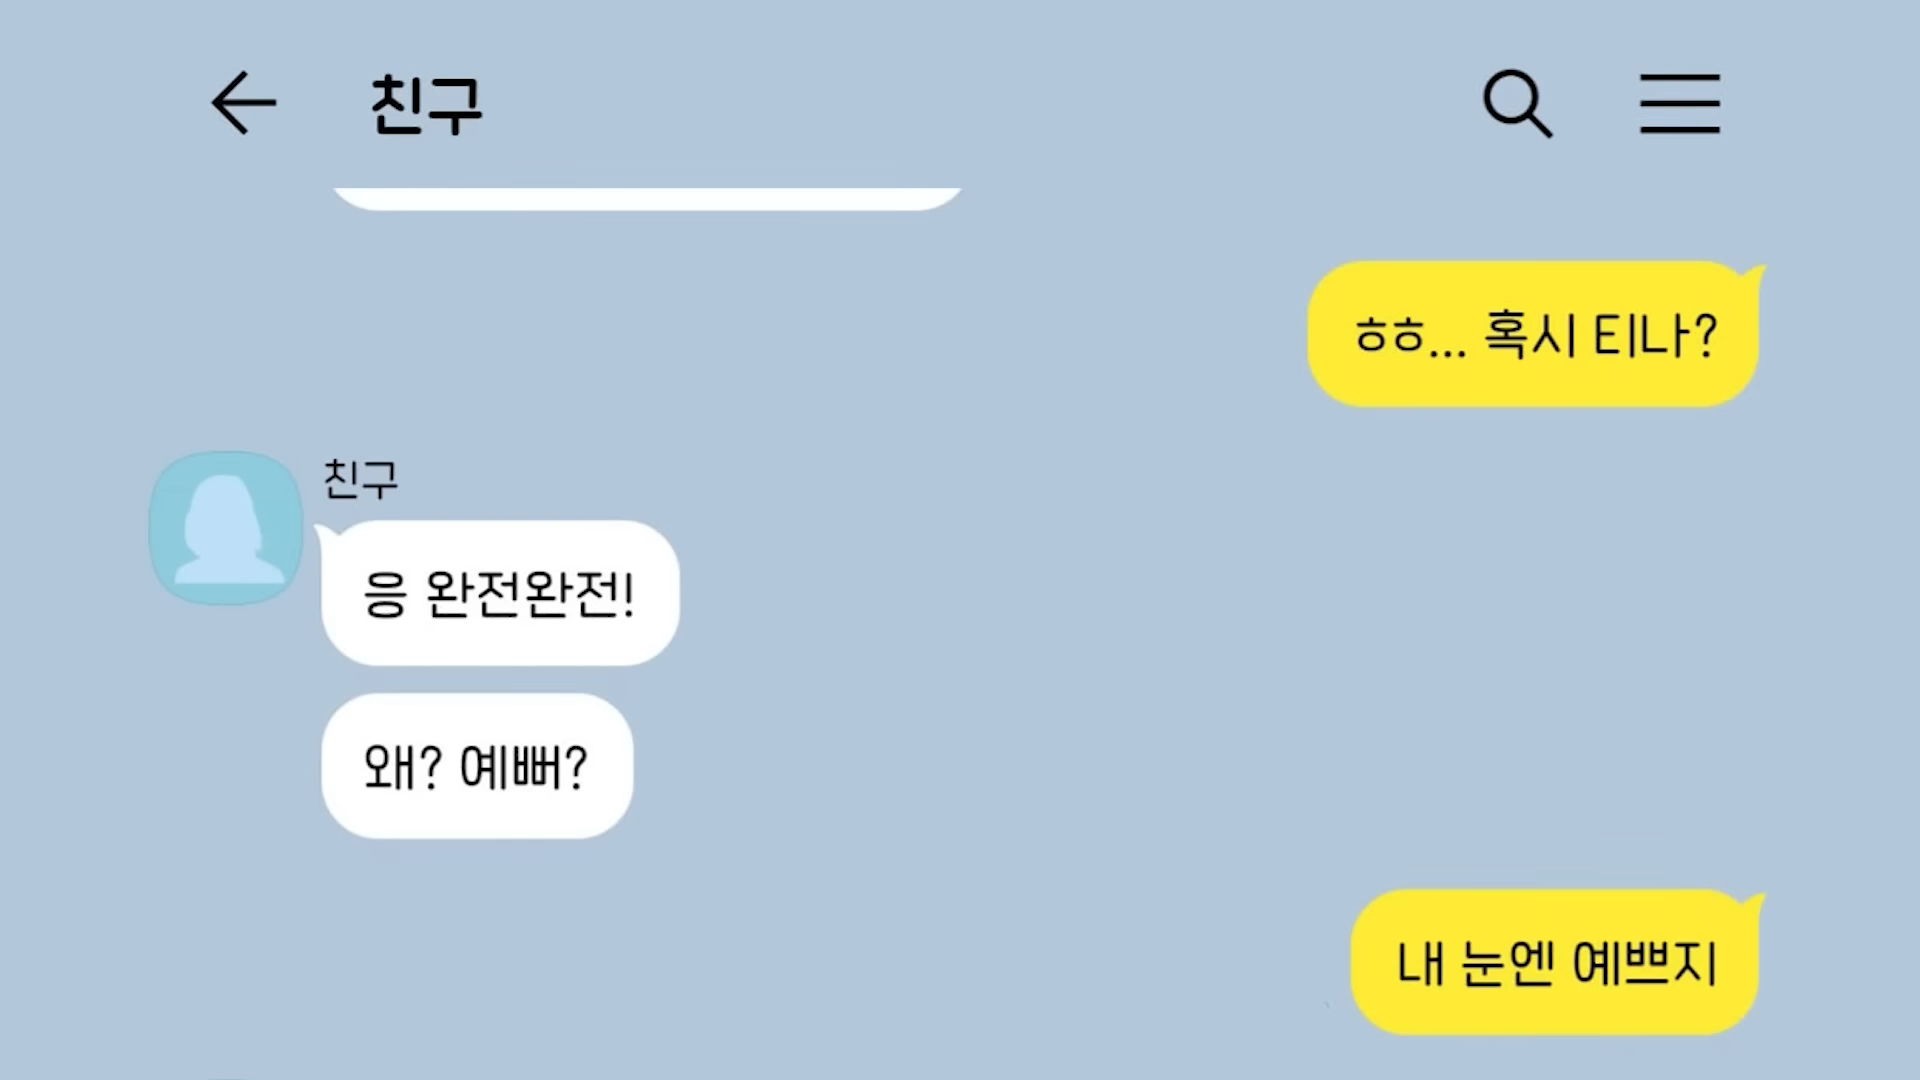 친구
ㅎㅎ... 혹시 티나?
친구
응 완전완전!
왜? 예뻐?
내 눈엔 예쁘지